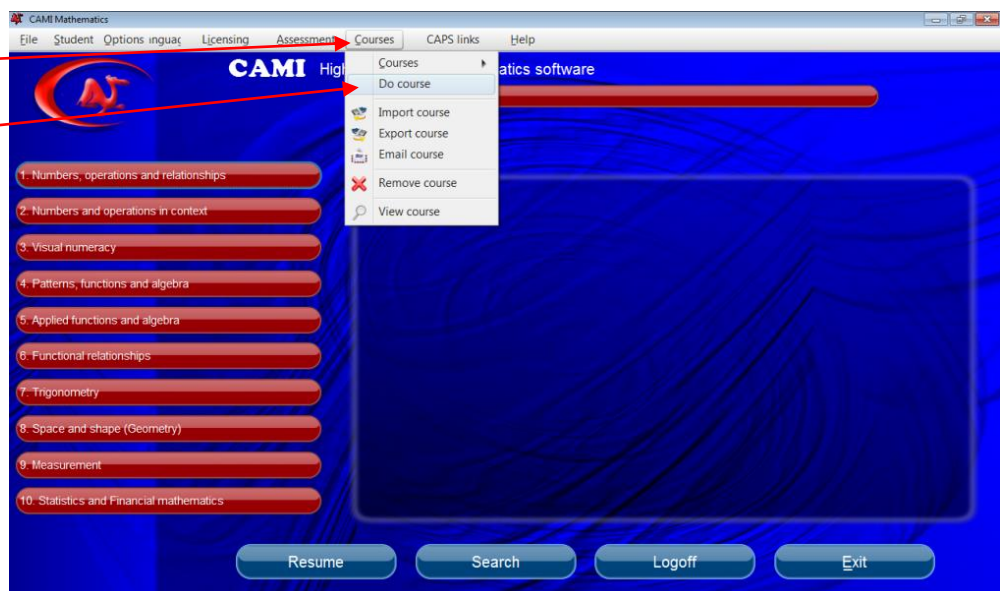 CAMI Mathematics
File Student Options inguag Licensing Assessment Courses CAPS links Help
CAMI High atics software
Courses
Do course
Import course
Export course
Email course
Remove course
View course
1. Numbers, operations and relationships
2. Numbers and operations in context
3. Visual numeracy
4. Patterns, functions and algebra
5. Applied functions and algebra
6. Functional relationships
7. Trigonometry
8. Space and shape (Geometry)
9. Measurement
10. Statistics and Financial mathematics
Resume Search Logoff Exit